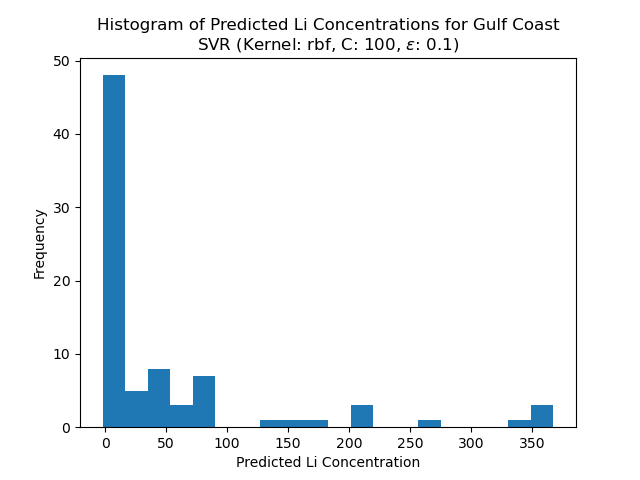 Histogram of Predicted Li Concentrations for Gulf Coast
SVR (Kernel: rbf, C: 100, ε: 0.1)
50
40
30
20
10
0
Frequency
0 50 100 150 200 250 300 350
Predicted Li Concentration